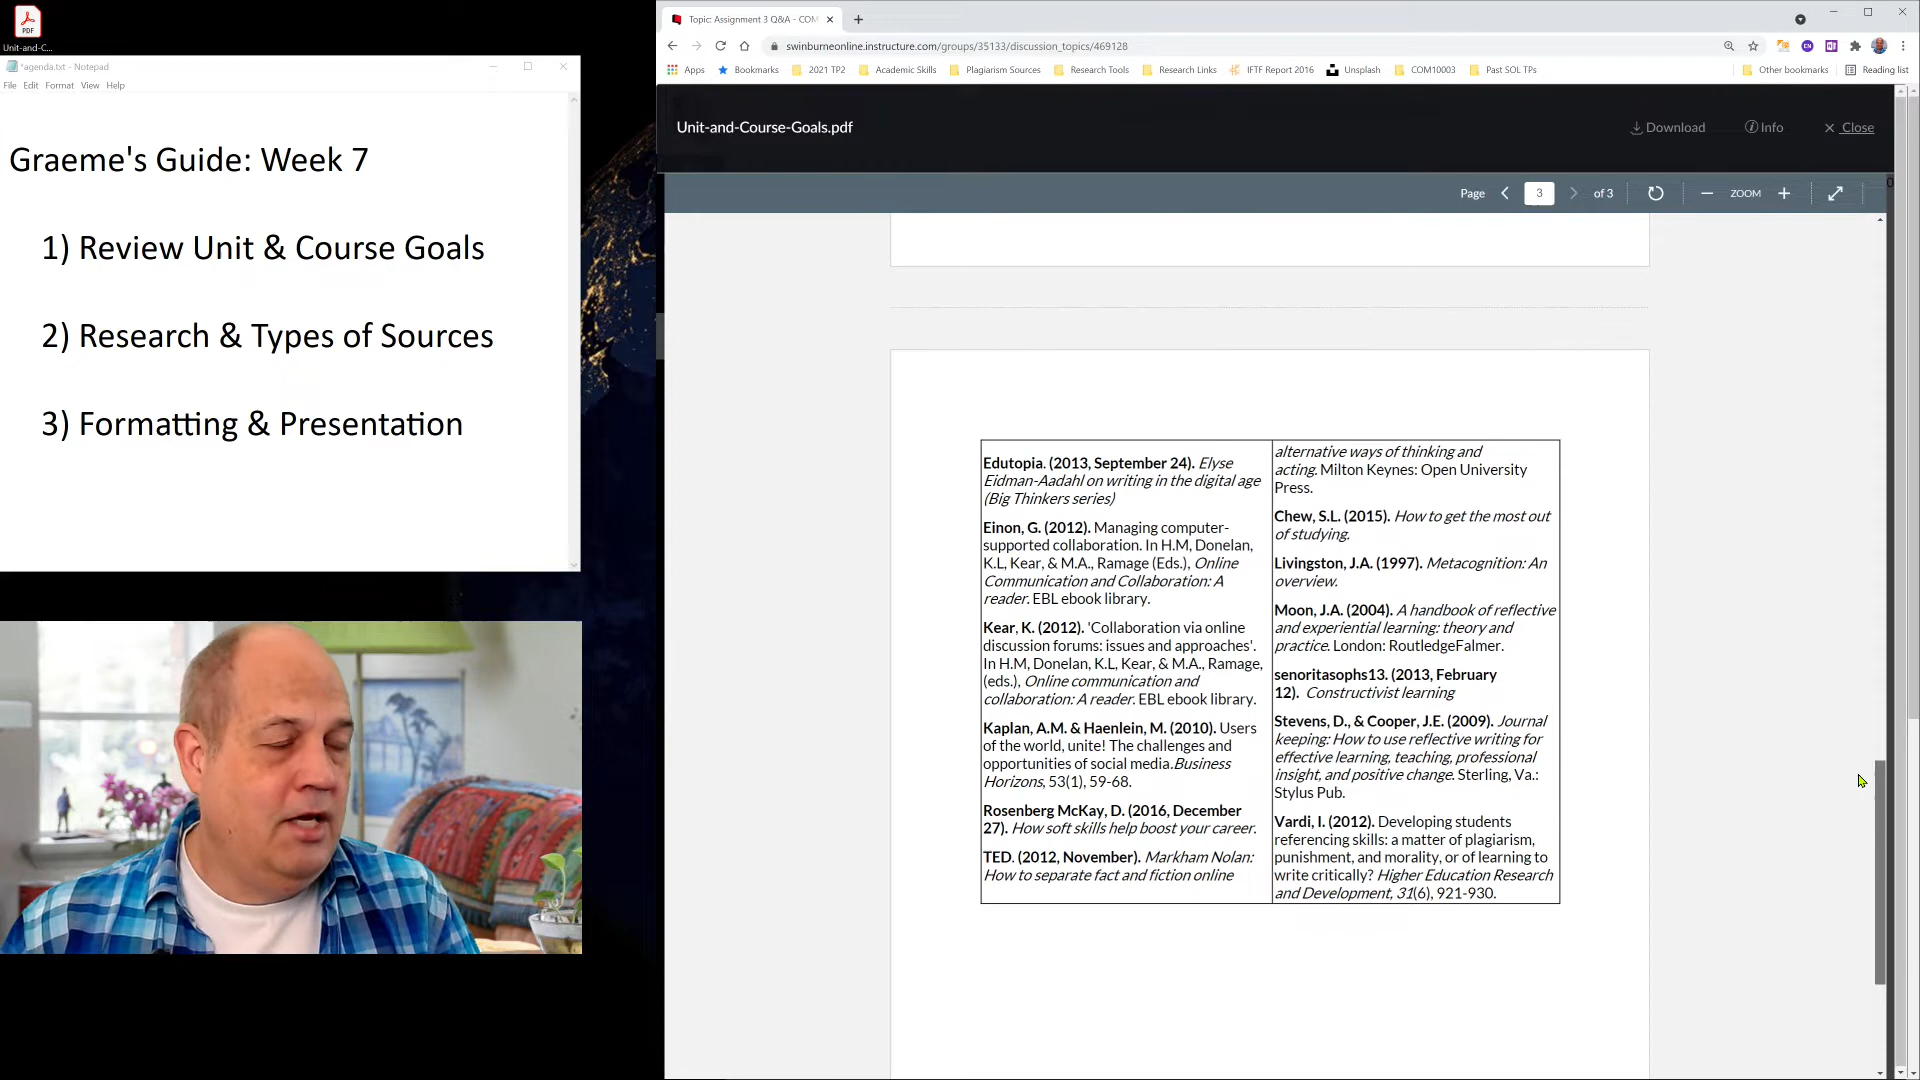 PDF
Unit-and-C...
*agenda.txt - Notepad
File Edit Format View Help
Graeme's Guide: Week 7
1) Review Unit & Course Goals
2) Research & Types of Sources
3) Formatting & Presentation
Topic: Assignment 3 Q&A - COM
swinburneonline.instructure.com/groups/35133/discussion_topics/469128
Apps Bookmarks 2021 TP2 Academic Skills Plagiarism Sources Research Tools Research Links IFTF Report 2016 Unsplash COM10003 Past SOL TPs Other bookmarks Reading list
Unit-and-Course-Goals.pdf
Download Info Close
Page 3 of 3 ZOOM
Edutopia. (2013, September 24). Elyse
Eidman-Aadahl on writing in the digital age
(Big Thinkers series)
Einon, G. (2012). Managing computer-
supported collaboration. In H.M, Donelan,
K.L, Kear, & M.A., Ramage (Eds.), Online
Communication and Collaboration: A
reader. EBL ebook library.
Kear, K. (2012). 'Collaboration via online
discussion forums: issues and approaches'.
In H.M, Donelan, K.L, Kear, & M.A., Ramage,
(eds.), Online communication and
collaboration: A reader. EBL ebook library.
Kaplan, A.M. & Haenlein, M. (2010). Users
of the world, unite! The challenges and
opportunities of social media.Business
Horizons, 53(1), 59-68.
Rosenberg McKay, D. (2016, December
27). How soft skills help boost your career.
TED. (2012, November). Markham Nolan:
How to separate fact and fiction online
alternative ways of thinking and
acting. Milton Keynes: Open University
Press.
Chew, S.L. (2015). How to get the most out
of studying.
Livingston, J.A. (1997). Metacognition: An
overview.
Moon, J.A. (2004). A handbook of reflective
and experiential learning: theory and
practice. London: RoutledgeFalmer.
senoritasophs13. (2013, February
12). Constructivist learning
Stevens, D., & Cooper, J.E. (2009). Journal
keeping: How to use reflective writing for
effective learning, teaching, professional
insight, and positive change. Sterling, Va.:
Stylus Pub.
Vardi, I. (2012). Developing students
referencing skills: a matter of plagiarism,
punishment, and morality, or of learning to
write critically? Higher Education Research
and Development, 31(6), 921-930.